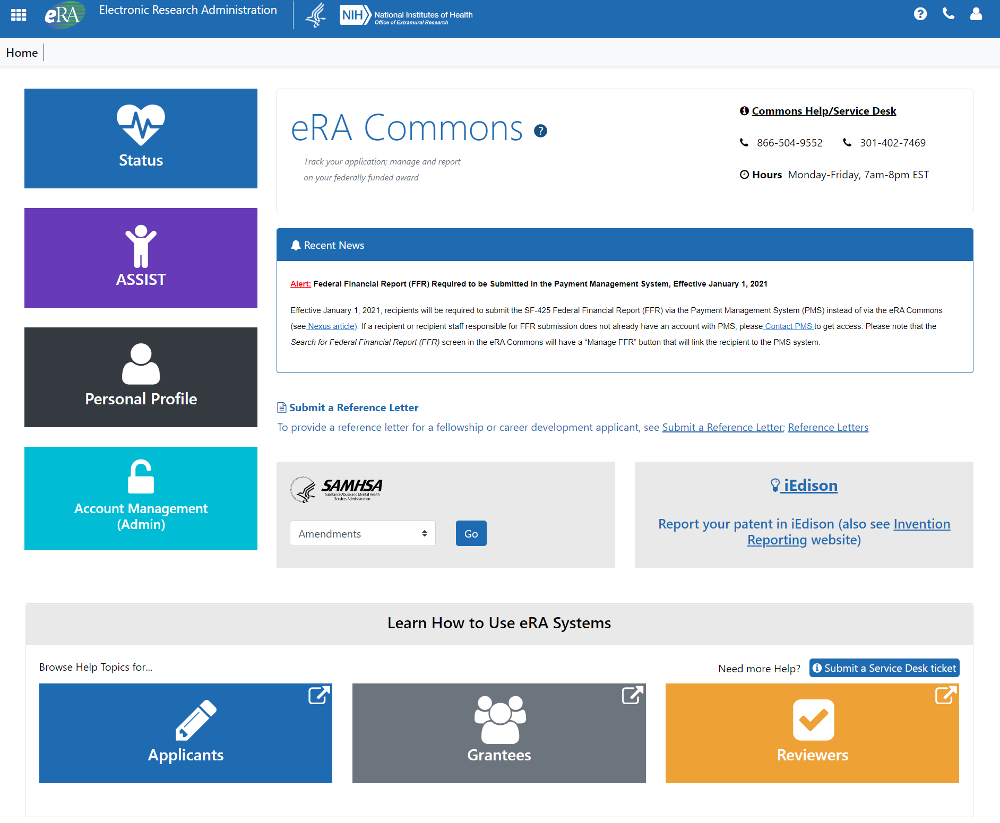 eRA
Electronic Research Administration
NIH
National Institutes of Health
Office of Extramural Research
Home
Status
ASSIST
Personal Profile
Account Management
(Admin)
eRA Commons
Track your application; manage and report
on your federally funded award
Commons Help/Service Desk
866-504-9552 301-402-7469
Hours Monday-Friday, 7am-8pm EST
Recent News
Alert: Federal Financial Report (FFR) Required to be Submitted in the Payment Management System, Effective January 1, 2021
Effective January 1, 2021, recipients will be required to submit the SF-425 Federal Financial Report (FFR) via the Payment Management System (PMS) instead of via the eRA Commons
(see Nexus article). If a recipient or recipient staff responsible for FFR submission does not already have an account with PMS, please Contact PMS to get access. Please note that the
Search for Federal Financial Report (FFR) screen in the eRA Commons will have a “Manage FFR” button that will link the recipient to the PMS system.
Submit a Reference Letter
To provide a reference letter for a fellowship or career development applicant, see Submit a Reference Letter; Reference Letters
SAMHSA
Substance Abuse and Mental Health
Services Administration
Amendments
Go
iEdison
Report your patent in iEdison (also see Invention
Reporting website)
Learn How to Use eRA Systems
Browse Help Topics for...
Need more Help?
Submit a Service Desk ticket
Applicants
Grantees
Reviewers